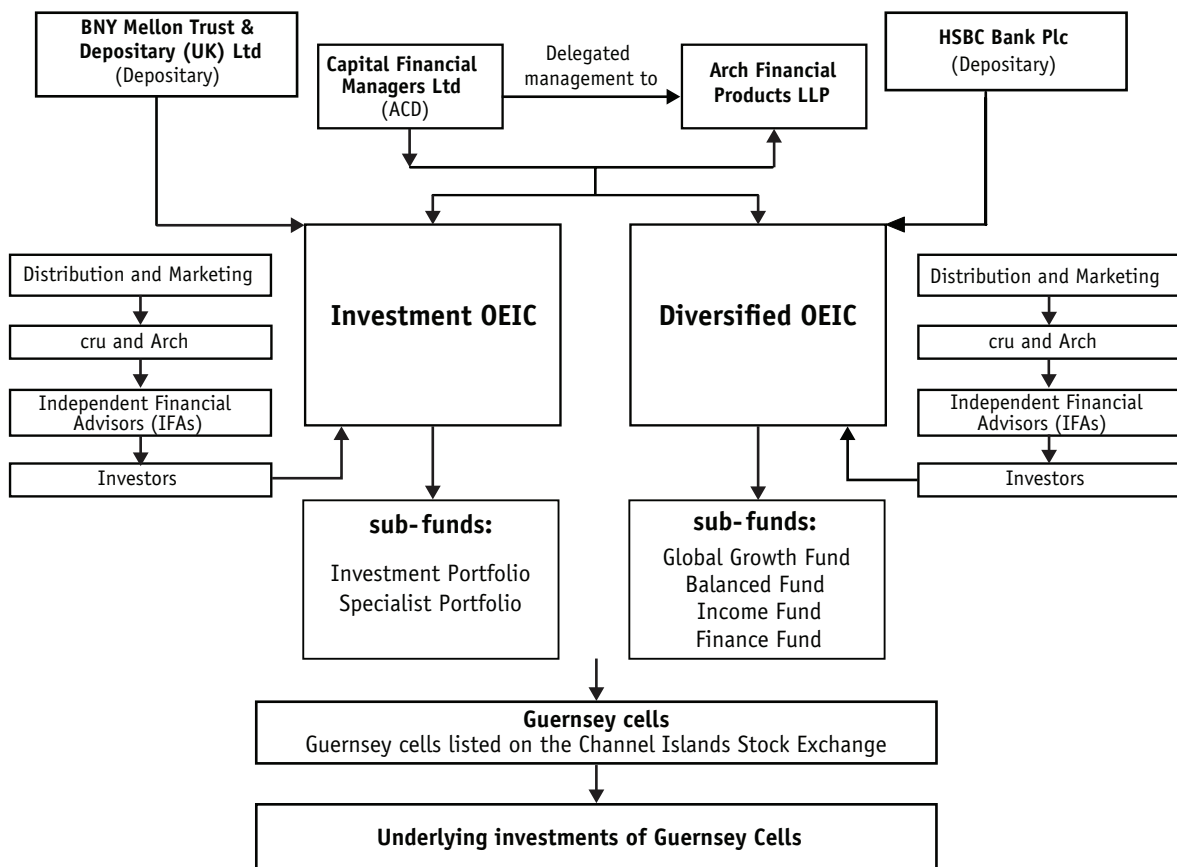 BNY Mellon Trust &
Depositary (UK) Ltd
(Depositary)
Capital Financial
Managers Ltd
(ACD)
Delegated
management to
Arch Financial
Products LLP
HSBC Bank Plc
(Depositary)
Distribution and Marketing
cru and Arch
Independent Financial
Advisors (IFAs)
Investors
Investment OEIC
Diversified OEIC
Distribution and Marketing
cru and Arch
Independent Financial
Advisors (IFAs)
Investors
sub-funds:
Investment Portfolio
Specialist Portfolio
sub-funds:
Global Growth Fund
Balanced Fund
Income Fund
Finance Fund
Guernsey cells
Guernsey cells listed on the Channel Islands Stock Exchange
Underlying investments of Guernsey Cells